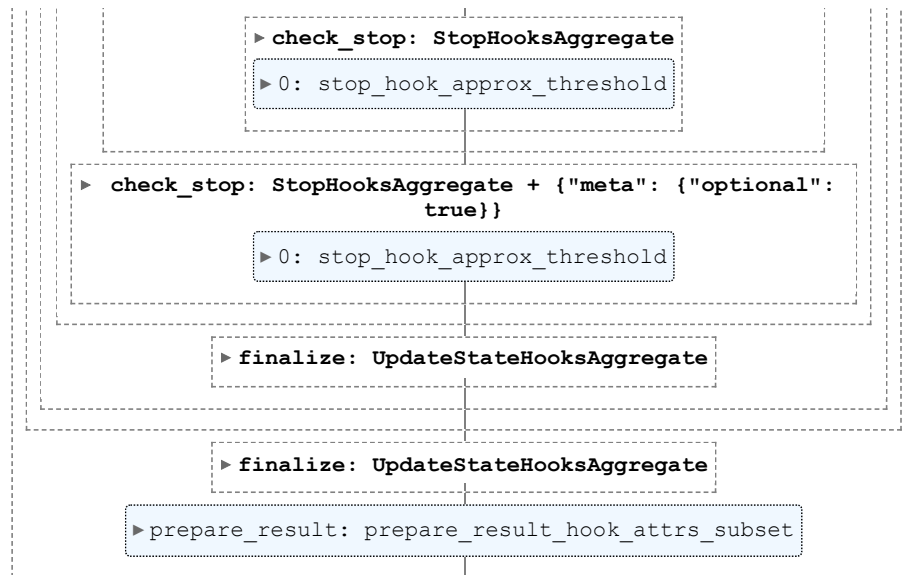 ▶ check_stop: StopHooksAggregate
▶ 0: stop_hook_approx_threshold
▶ check_stop: StopHooksAggregate + {"meta": {"optional":
true}}
▶ 0: stop_hook_approx_threshold
▶ finalize: UpdateStateHooksAggregate
▶ finalize: UpdateStateHooksAggregate
▶ prepare_result: prepare_result_hook_attrs_subset